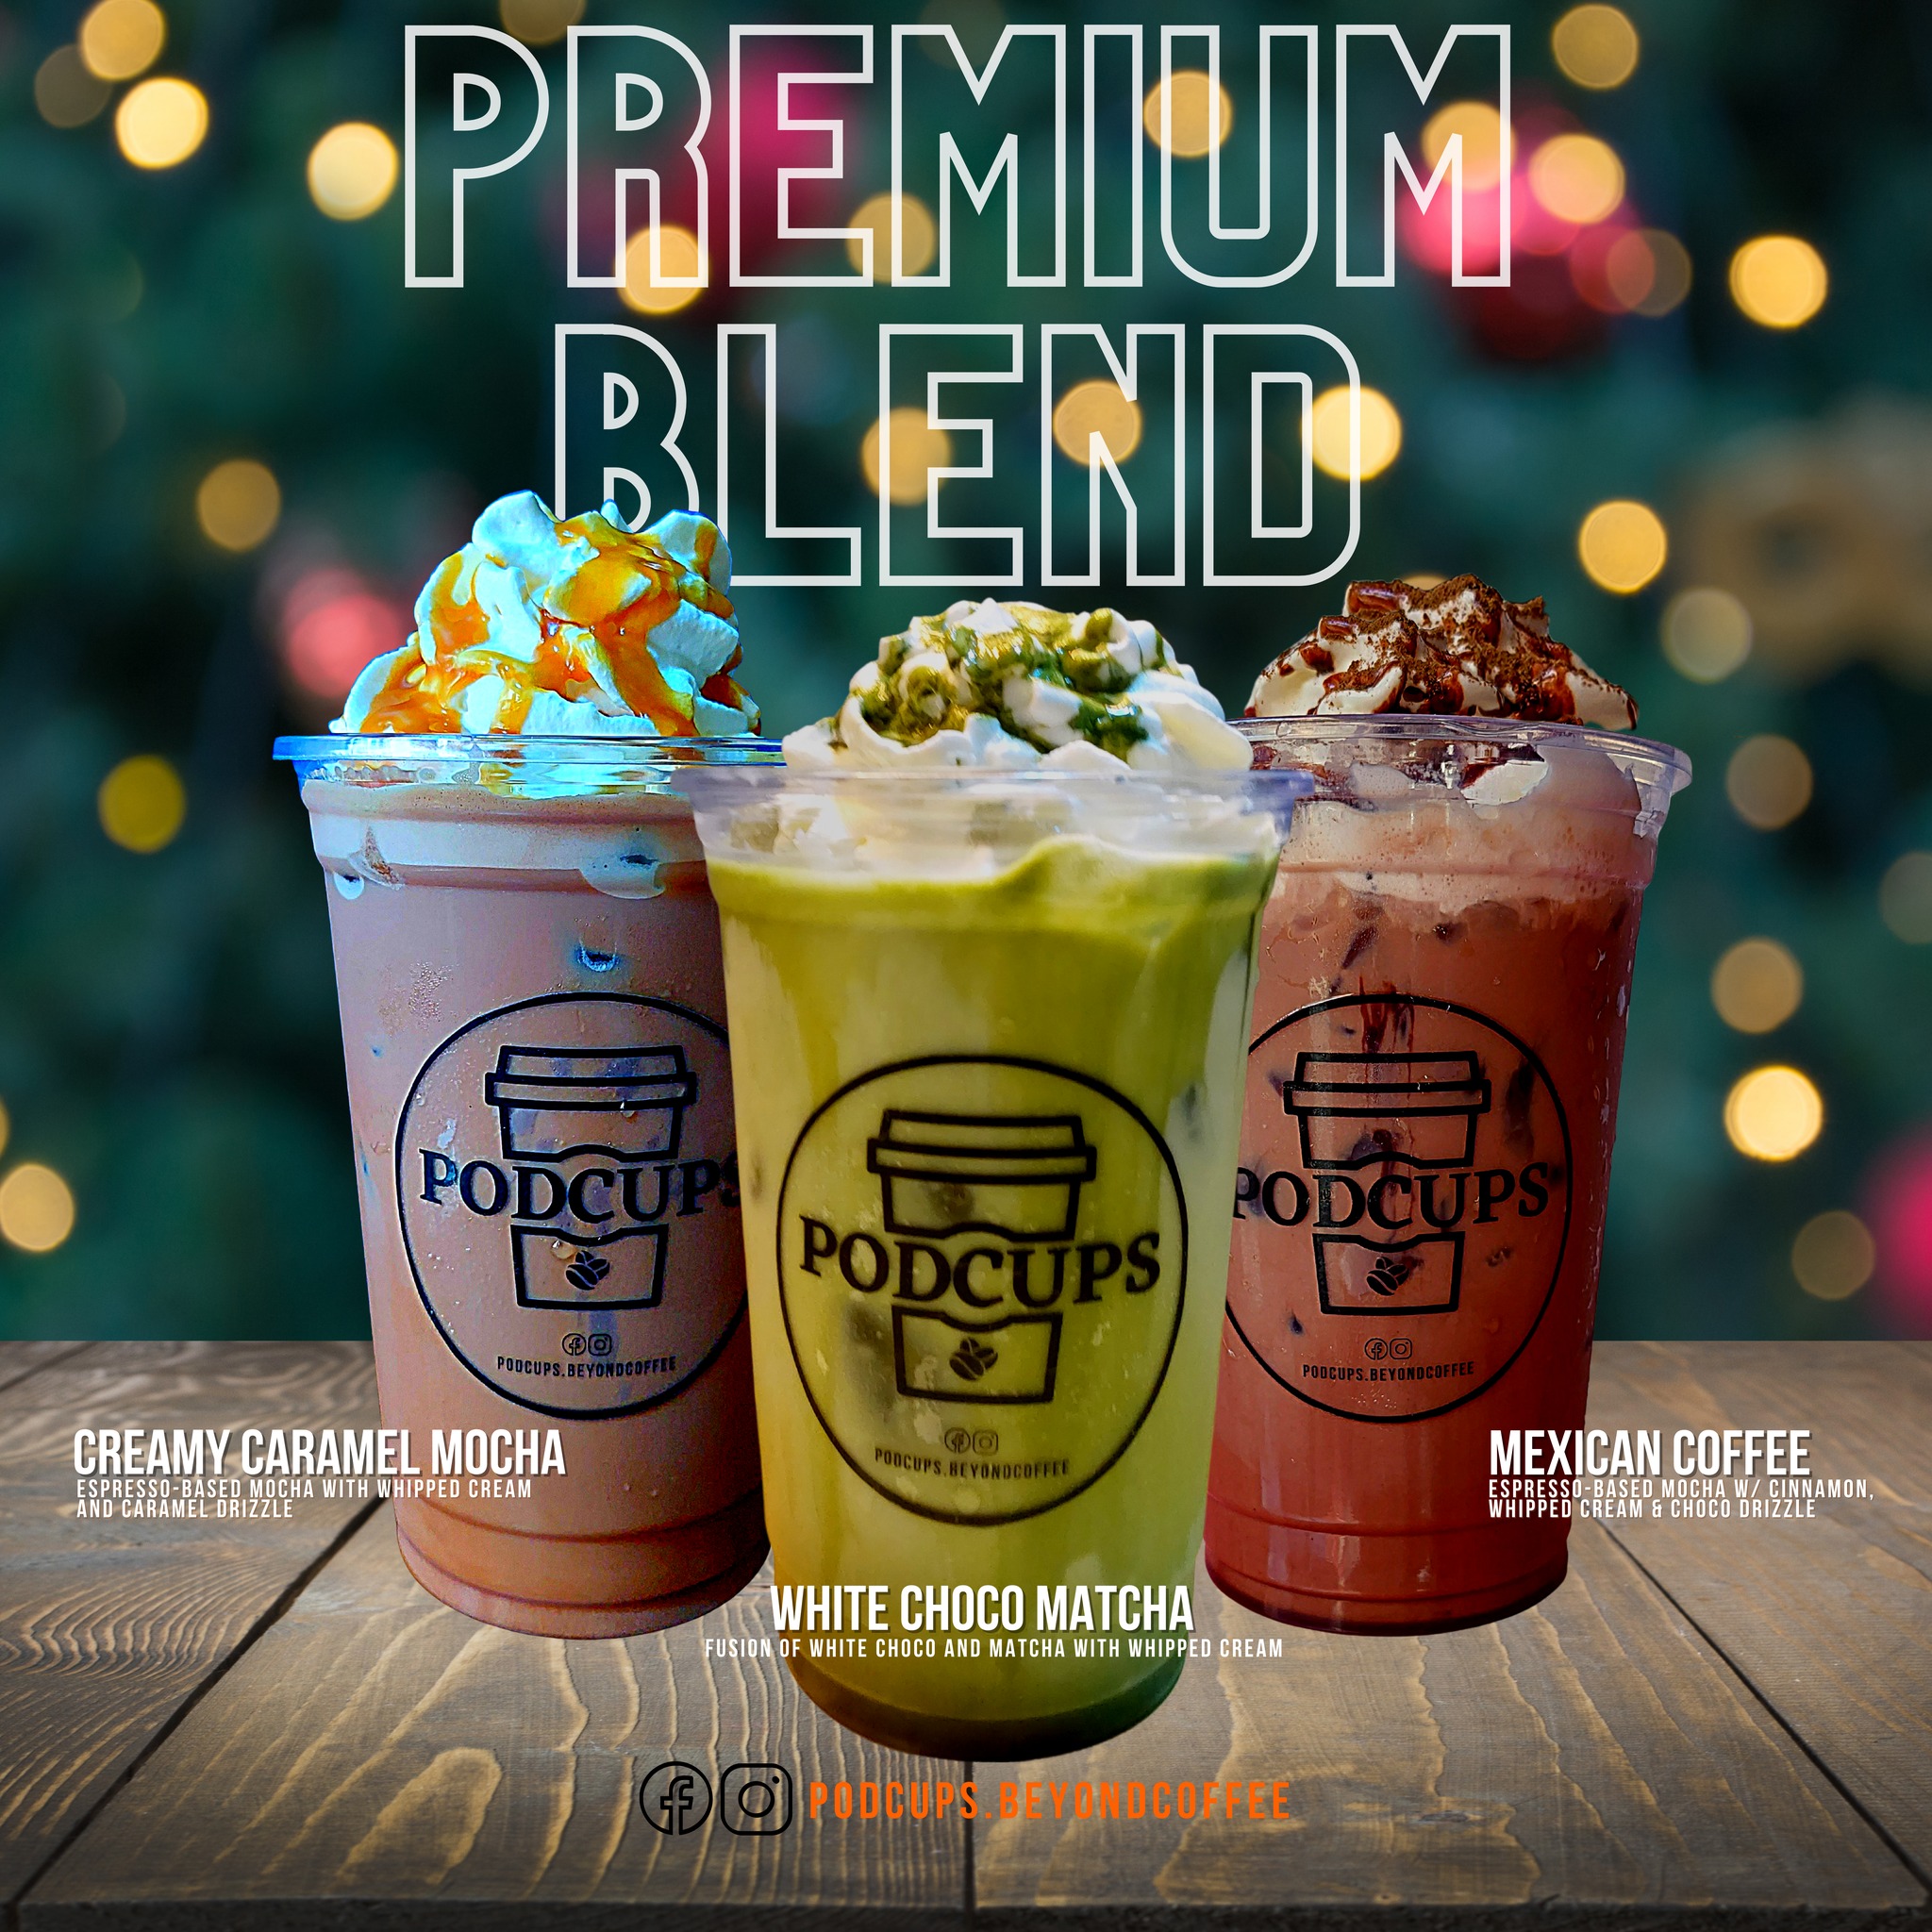 PREMIUM
BLEND
PODCUPS
PODCUPS.BEYONDCOFFEE
PODCUPS
PODCUPS.BEYONDCOFFEE
PODCUPS
PODCUPS.BEYONDCOFFEE
CREAMY CARAMEL MOCHA
ESPRESSO-BASED MOCHA WITH WHIPPED CREAM
AND CARAMEL DRIZZLE
MEXICAN COFFEE
ESPRESSO-BASED MOCHA W/ CINNAMON,
WHIPPED CREAM & CHOCO DRIZZLE
WHITE CHOCO MATCHA
FUSION OF WHITE CHOCO AND MATCHA WITH WHIPPED CREAM
PODCUPS.BEYONDCOFFEE